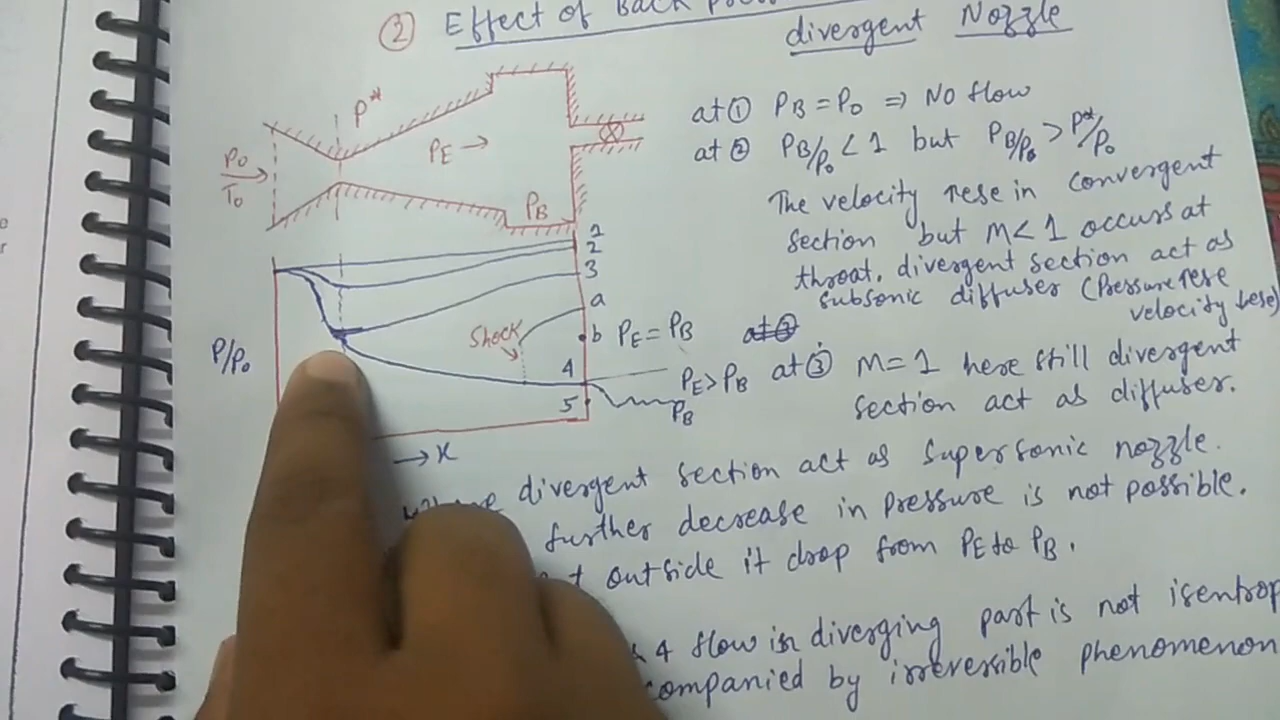 ② Effect of Back
divergent Nozzle
P*
P0
T0
PE →
PB
at ① PB = P0 ⇒ No flow
at ② PB/P0 < 1 but PB/P0 > P*/P0
The velocity rese in convergent
section but M<1 occurs at
throat. divergent section act as
subsonic diffuser (Pressure rese
velocity lese)
1
2
3
a
b PE = PB
Shock
4
5
PE > PB
PB
P/P0
→ x
at ③ M=1 here still divergent
section act as diffuser.
divergent section act as supersonic nozzle.
further decrease in pressure is not possible.
outside it drop from PE to PB.
4 flow in diverging part is not isentrop
companied by irreversible phenomenon